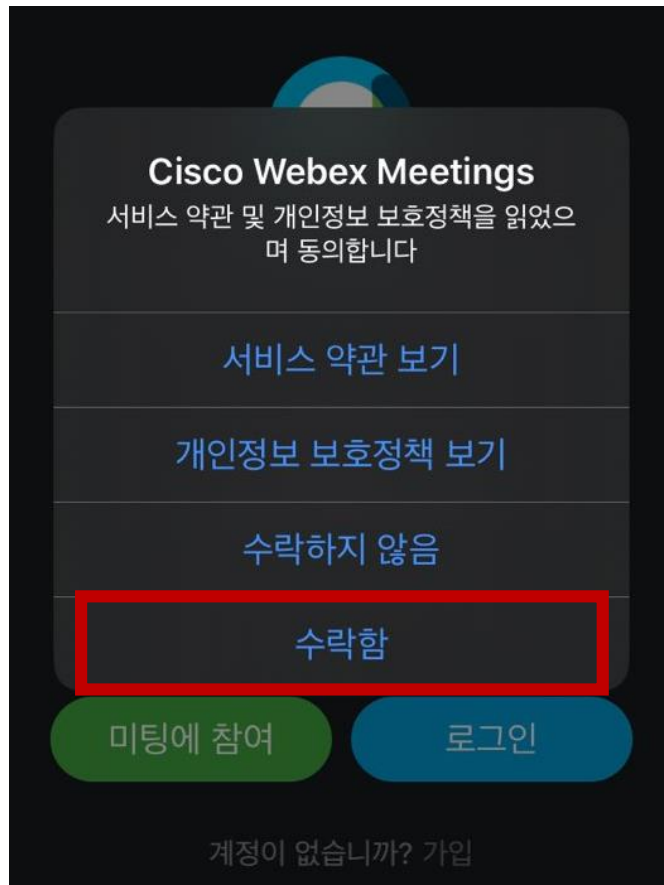 Cisco Webex Meetings
서비스 약관 및 개인정보 보호정책을 읽었으
며 동의합니다
서비스 약관 보기
개인정보 보호정책 보기
수락하지 않음
수락함
미팅에 참여
로그인
계정이 없습니까? 가입